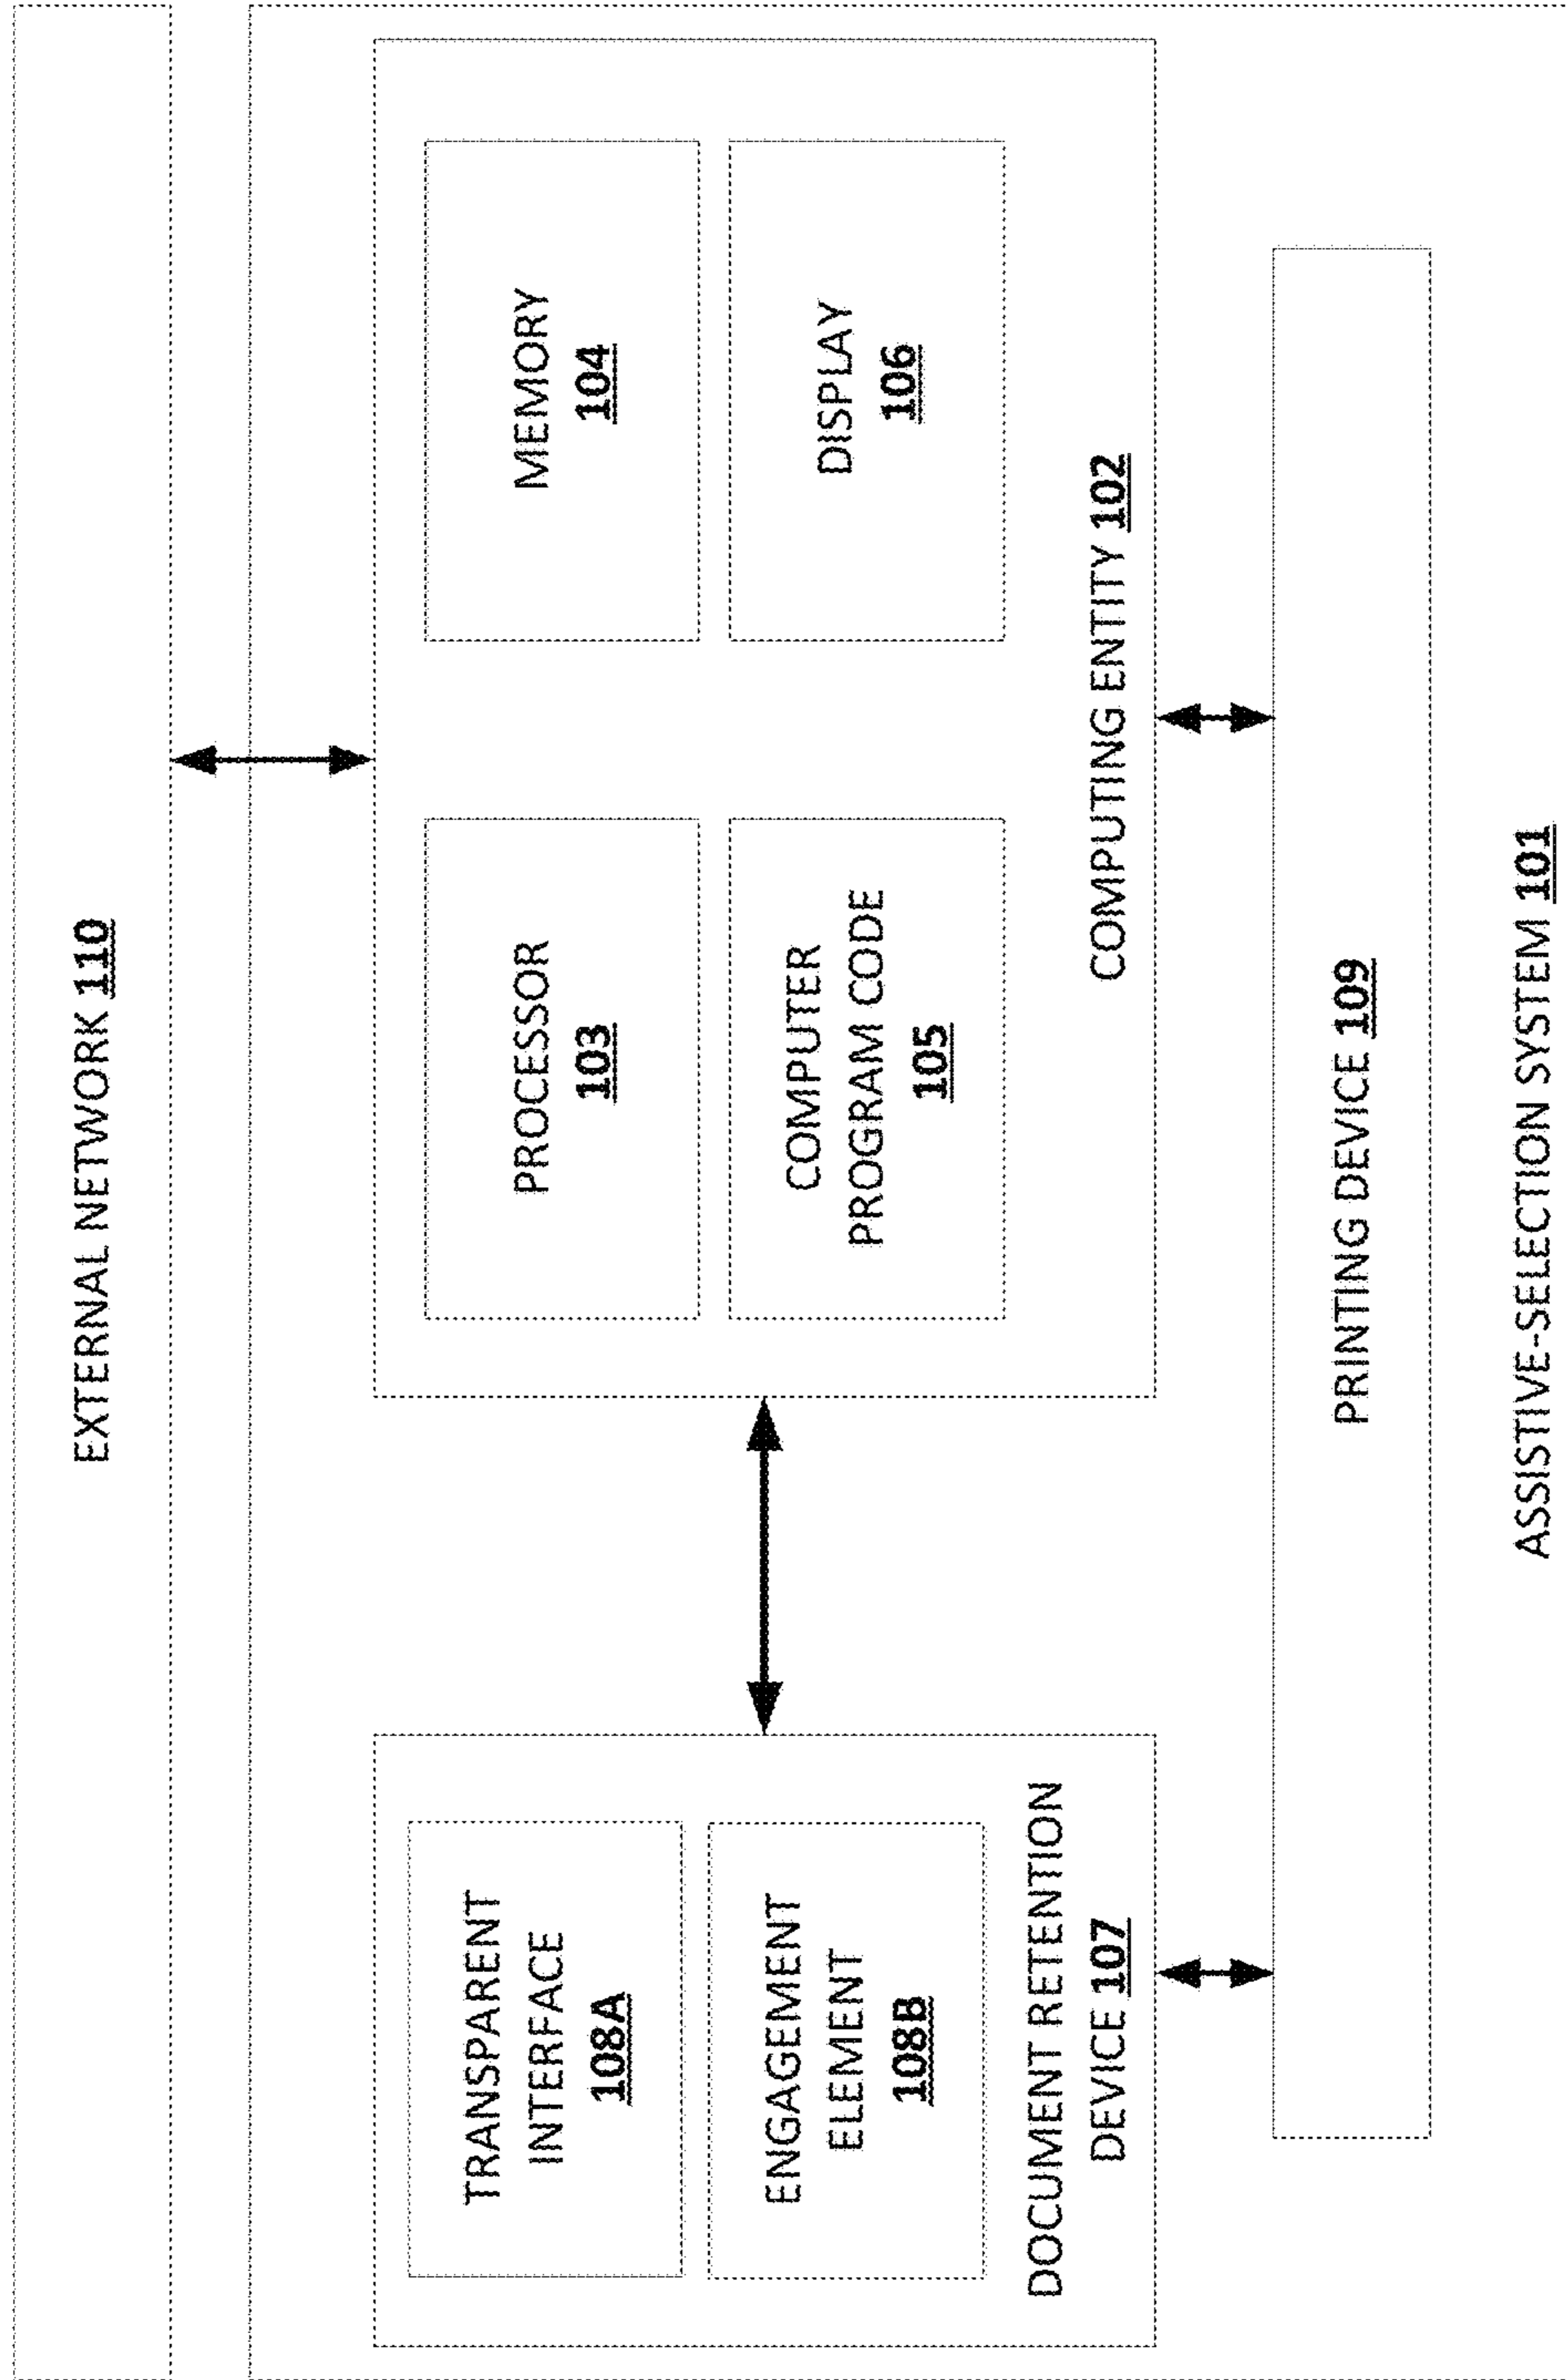 EXTERNAL NETWORK 110
TRANSPARENT
INTERFACE
108A
ENGAGEMENT
ELEMENT
108B
DOCUMENT RETENTION
DEVICE 107
PROCESSOR
103
MEMORY
104
COMPUTER
PROGRAM CODE
105
DISPLAY
106
COMPUTING ENTITY 102
PRINTING DEVICE 109
ASSISTIVE-SELECTION SYSTEM 101